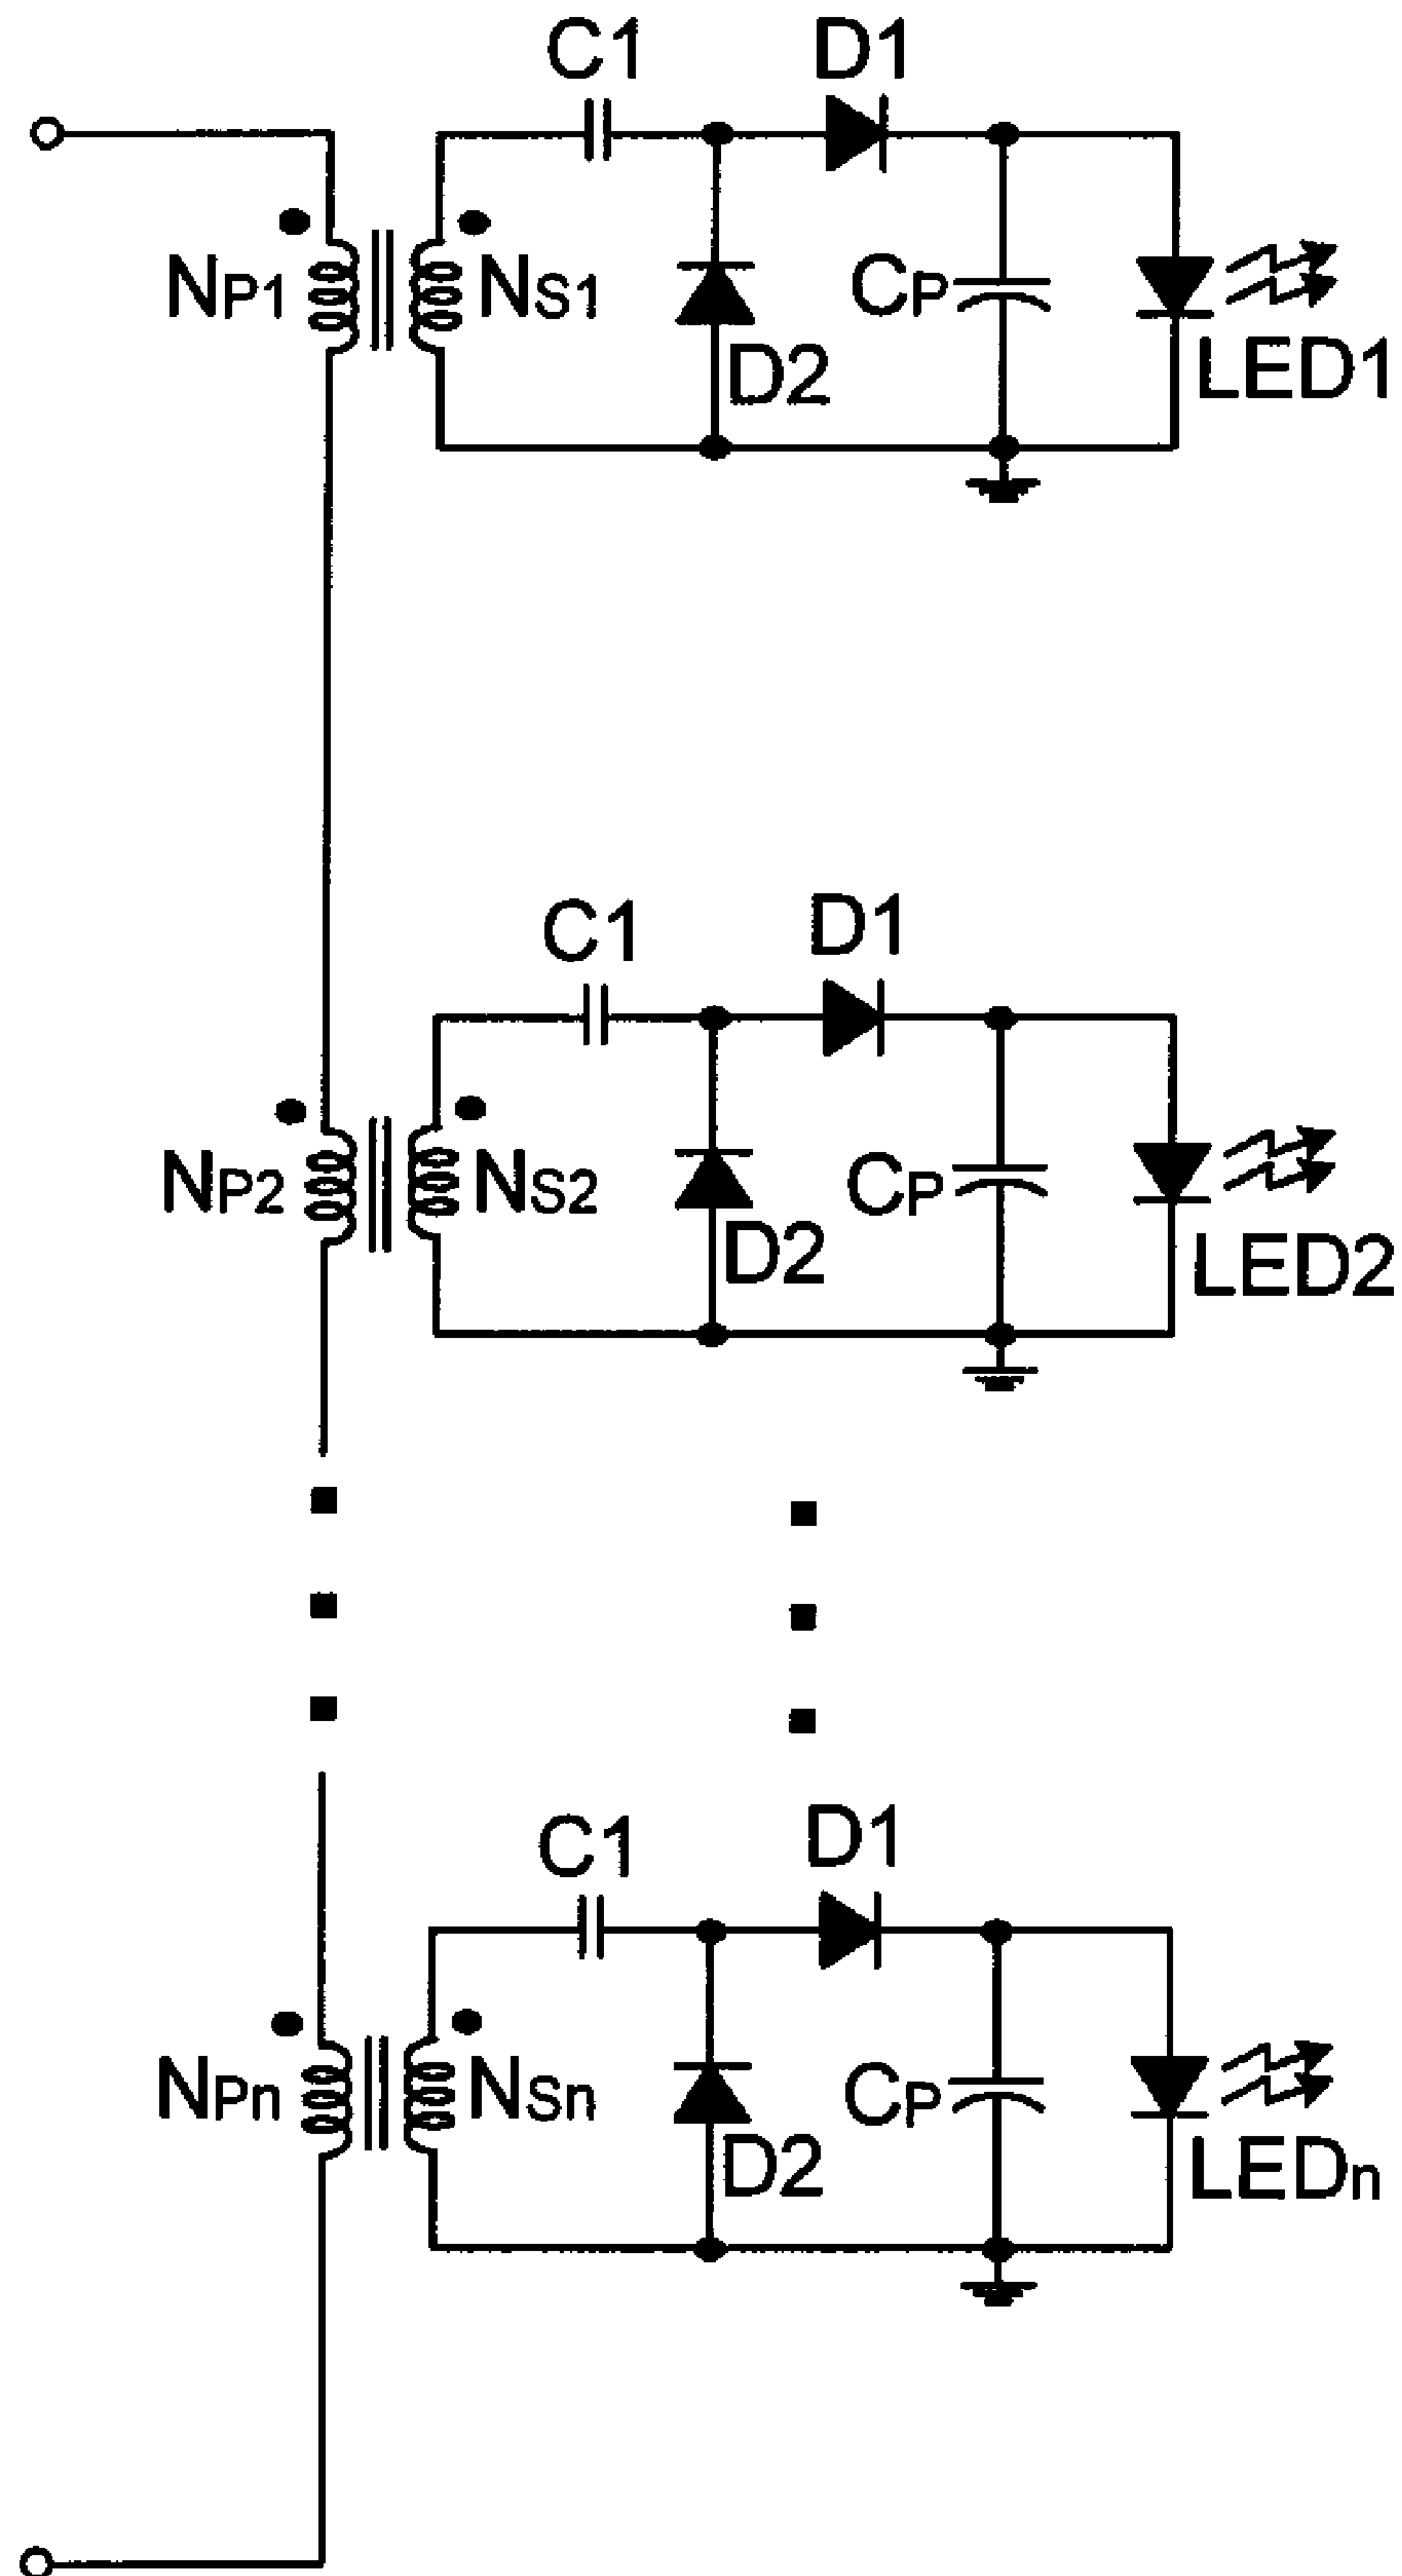 C1 D1
NP1 NS1 CP
D2 LED1
C1 D1
NP2 NS2 CP
D2 LED2
C1 D1
NPn NSn CP
D2 LEDn